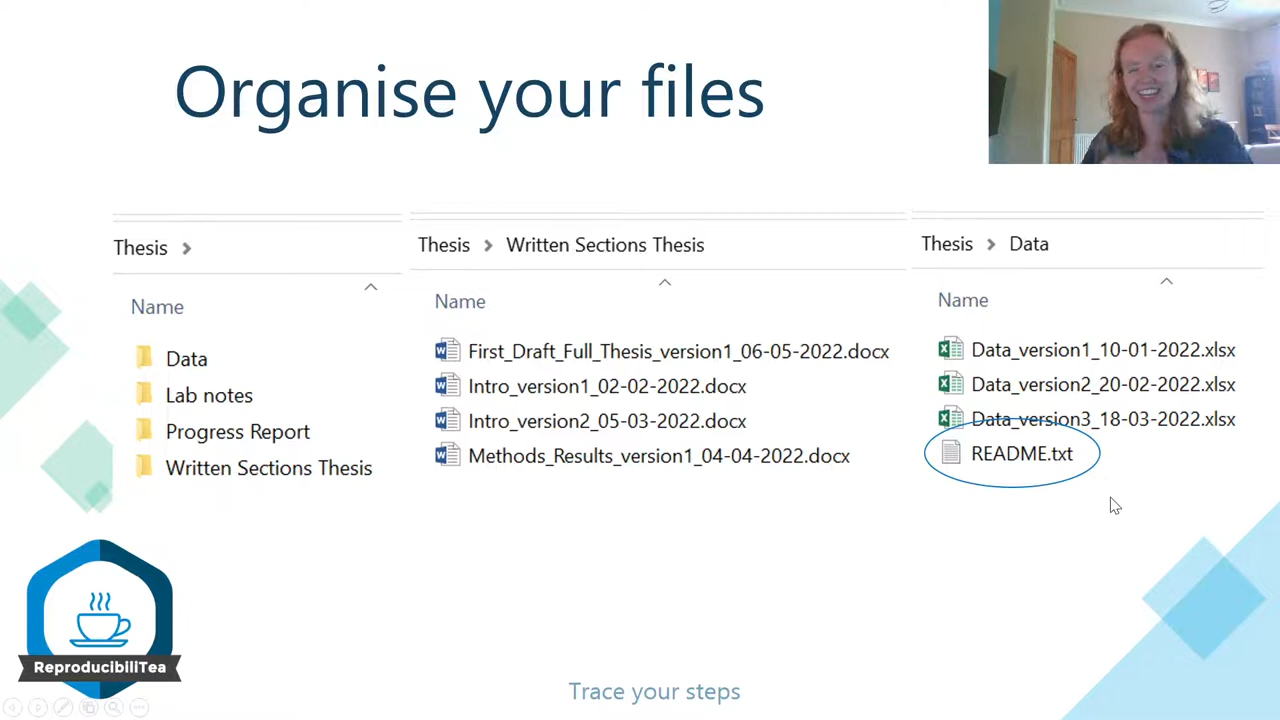 Organise your files
Thesis
Name
Data
Lab notes
Progress Report
Written Sections Thesis
Thesis Written Sections Thesis
Name
First_Draft_Full_Thesis_version1_06-05-2022.docx
Intro_version1_02-02-2022.docx
Intro_version2_05-03-2022.docx
Methods_Results_version1_04-04-2022.docx
Thesis Data
Name
Data_version1_10-01-2022.xlsx
Data_version2_20-02-2022.xlsx
Data_version3_18-03-2022.xlsx
README.txt
ReproducibiliTea
Trace your steps